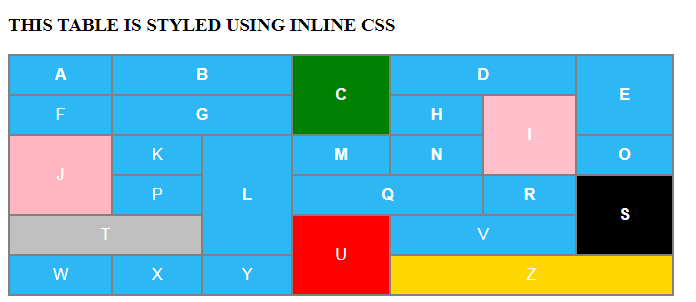 THIS TABLE IS STYLED USING INLINE CSS
A B C D E
F G H I
J K L M N O
P Q R S
T U V
W X Y Z